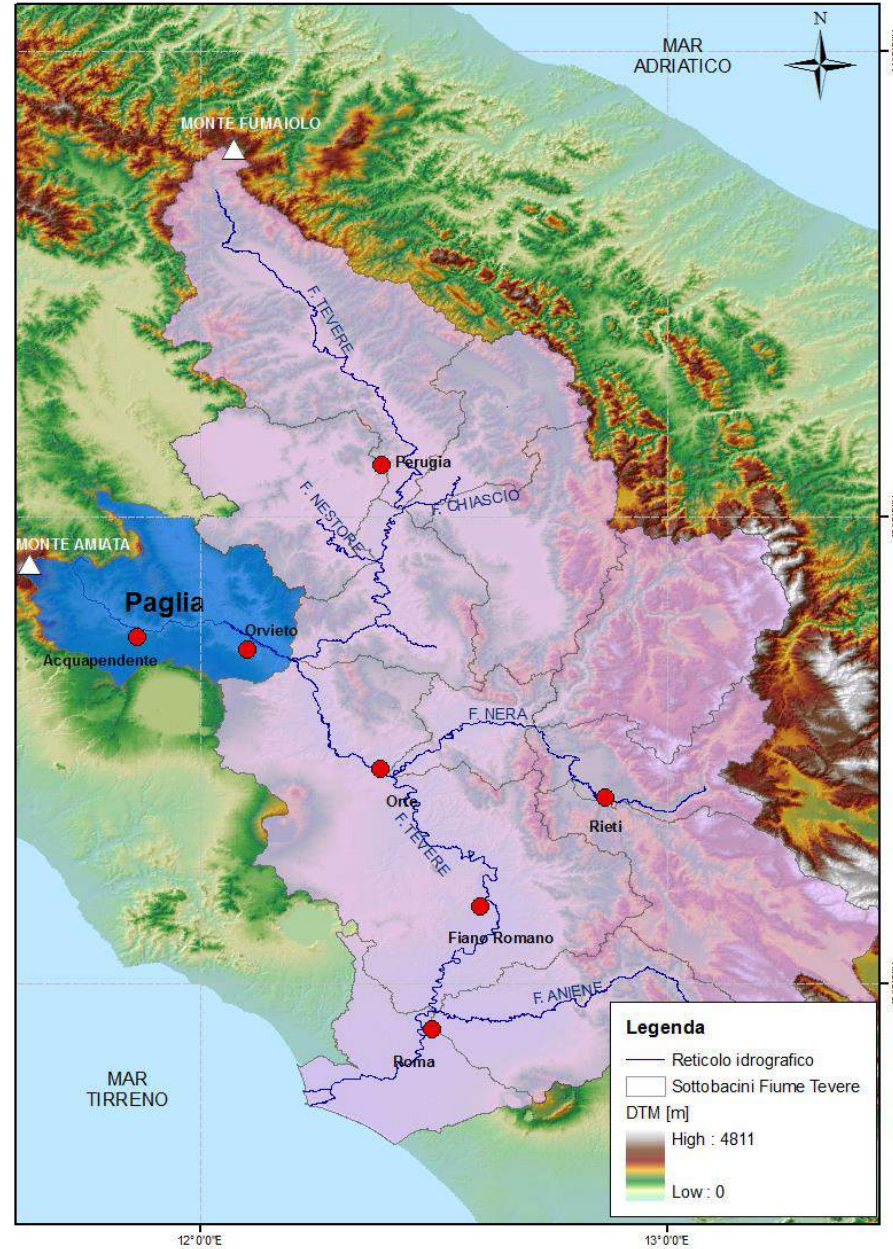 N
MAR
ADRIATICO
MONTE FUMAIOLO
F. TEVERE
Perugia
F. CHIASCIO
F. NESTORE
MONTE AMIATA
Paglia
Orvieto
Acquapendente
F. NERA
Orte
Rieti
F. TEVERE
Fiano Romano
F. ANIENE
Roma
MAR
TIRRENO
Legenda
Reticolo idrografico
Sottobacini Fiume Tevere
DTM [m]
High : 4811
Low : 0
12°0'0"E
13°0'0"E